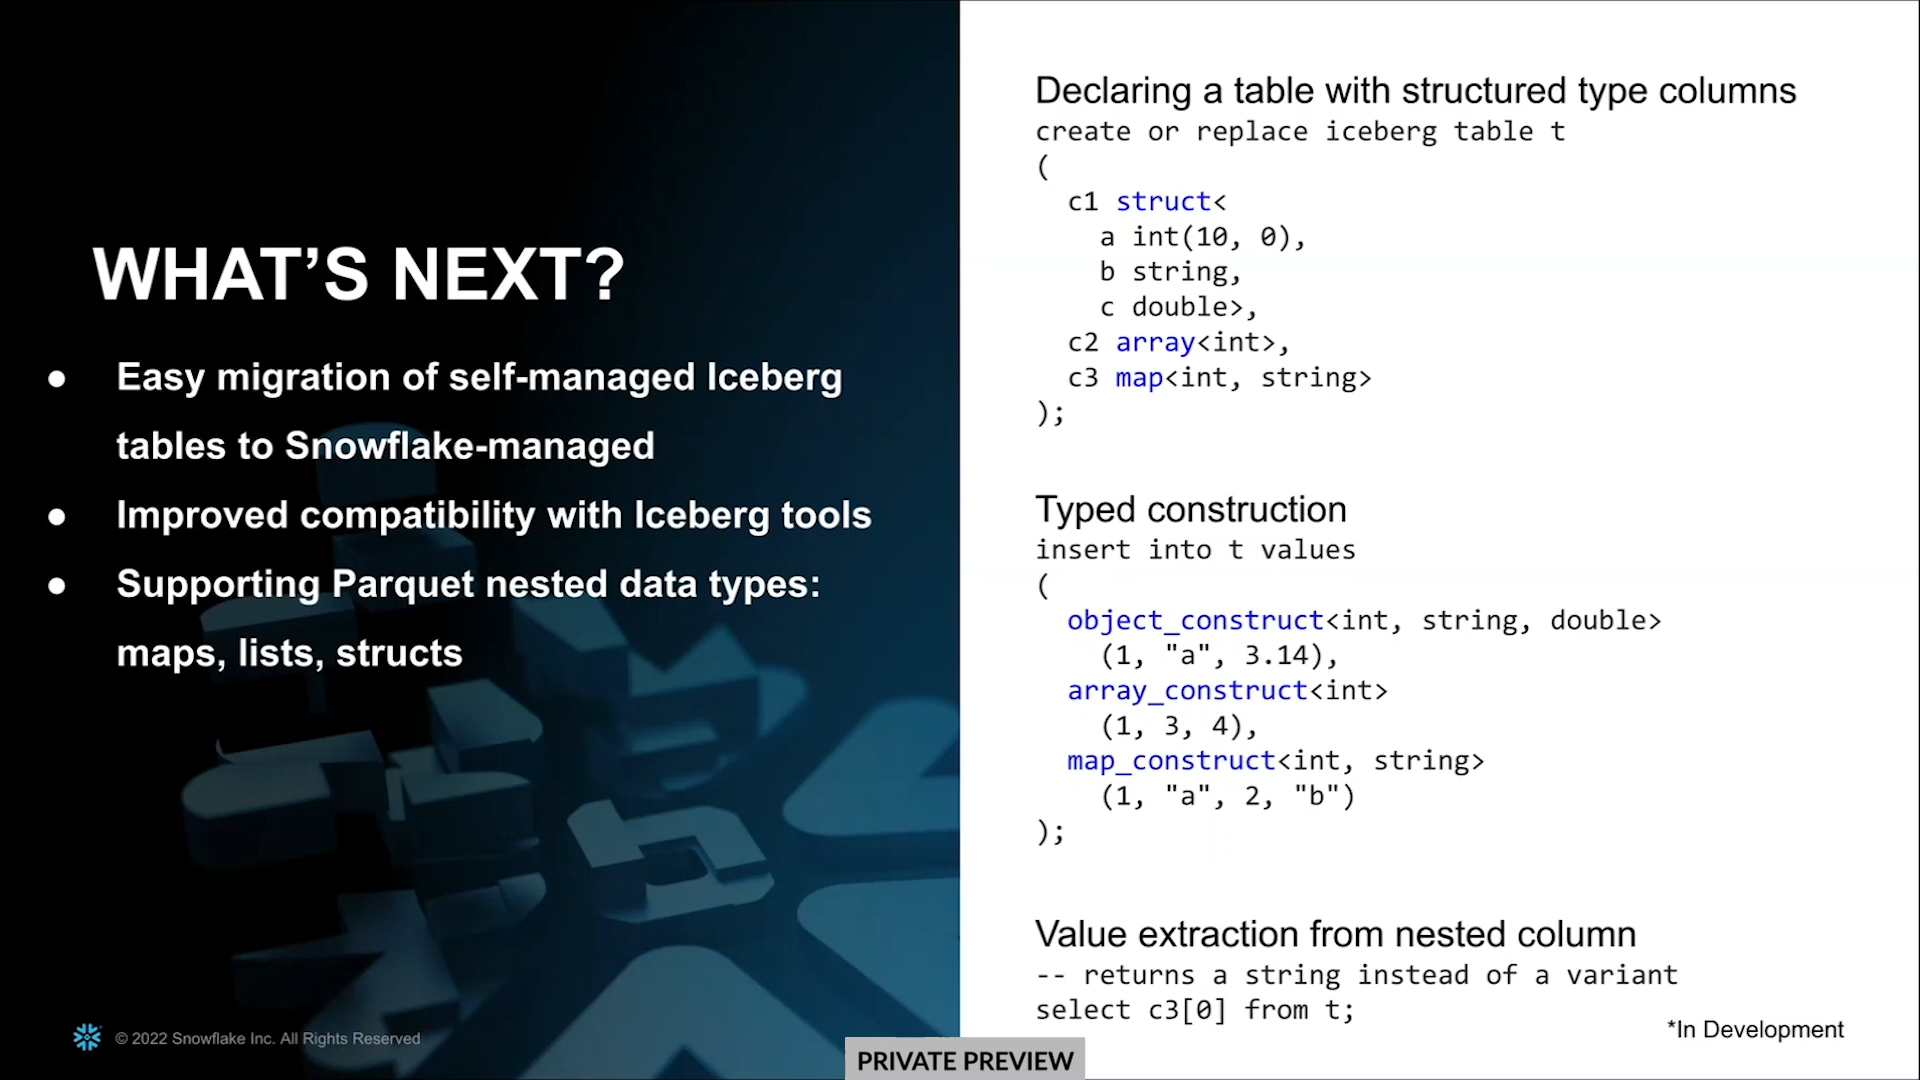 WHAT’S NEXT?
● Easy migration of self-managed Iceberg
tables to Snowflake-managed
● Improved compatibility with Iceberg tools
● Supporting Parquet nested data types:
maps, lists, structs
© 2022 Snowflake Inc. All Rights Reserved
Declaring a table with structured type columns
create or replace iceberg table t
(
  c1 struct<
    a int(10, 0),
    b string,
    c double>,
  c2 array<int>,
  c3 map<int, string>
);
Typed construction
insert into t values
(
  object_construct<int, string, double>
    (1, "a", 3.14),
  array_construct<int>
    (1, 3, 4),
  map_construct<int, string>
    (1, "a", 2, "b")
);
Value extraction from nested column
-- returns a string instead of a variant
select c3[0] from t;
*In Development
PRIVATE PREVIEW